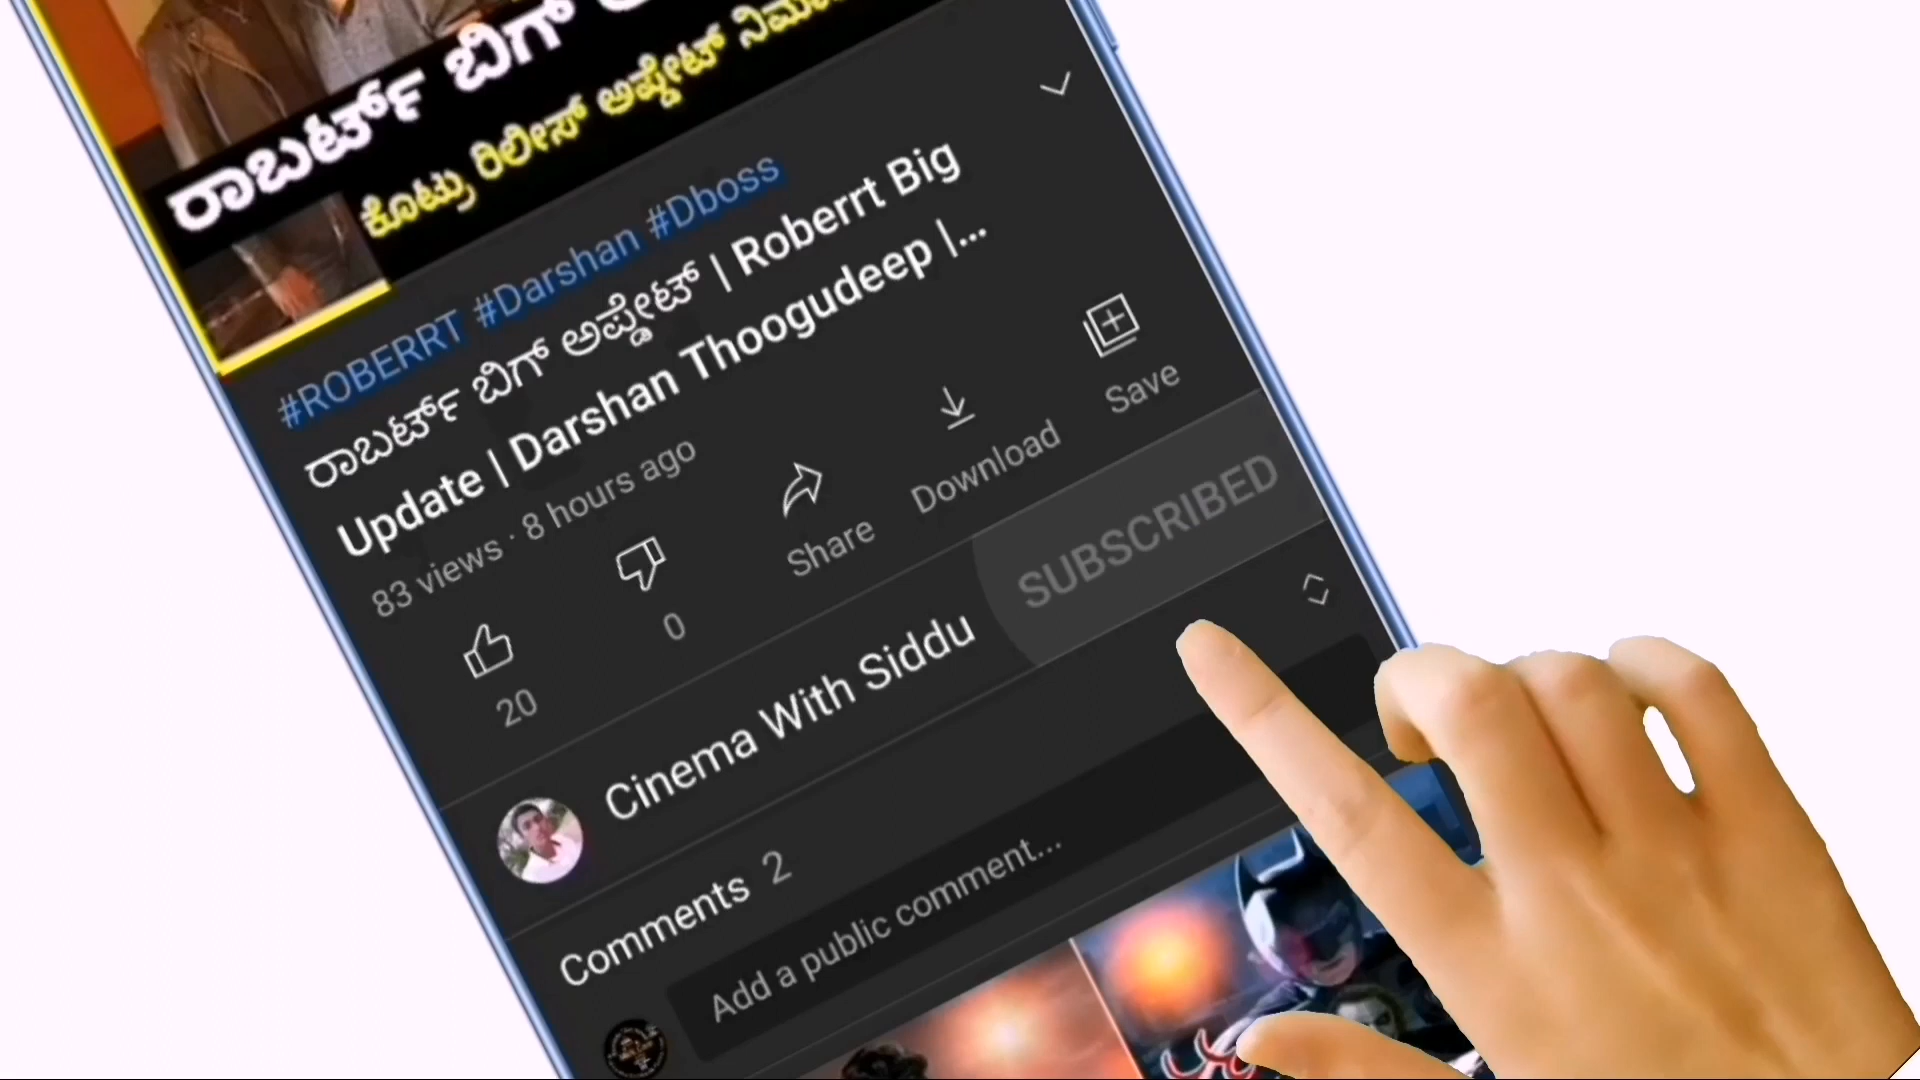 ರಾಬರ್ಟ್ ಬಿಗ್
ಕೊಟ್ರು ರಿಲೀಸ್ ಅಪ್ಡೇಟ್
#ROBERRT #Darshan #Dboss
ರಾಬರ್ಟ್ ಬಿಗ್ ಅಪ್ಡೇಟ್ | Roberrt Big
Update | Darshan Thoogudeep |...
83 views · 8 hours ago
20
0
Share
Download
Save
Cinema With Siddu
SUBSCRIBED
Comments 2
Add a public comment...